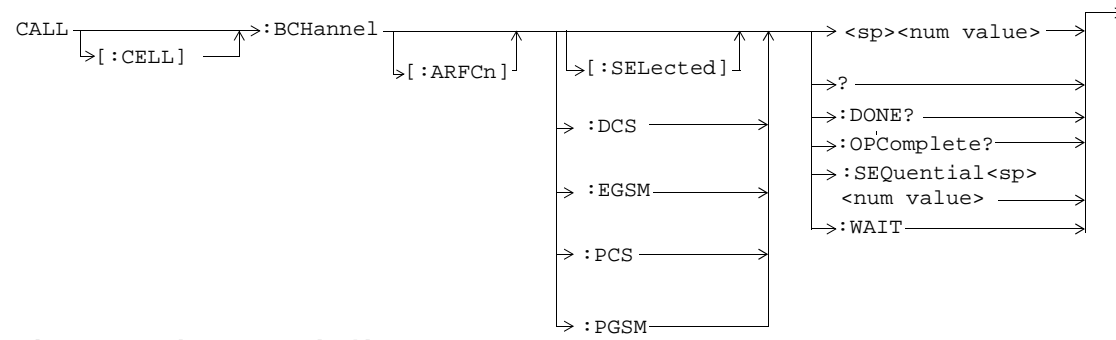 CALL
[:CELL]
:BCHannel
[:ARFCn]
[:SELected]
:DCS
:EGSM
:PCS
:PGSM
<sp><num value>
?
:DONE?
:OPComplete?
:SEQuential<sp>
<num value>
:WAIT